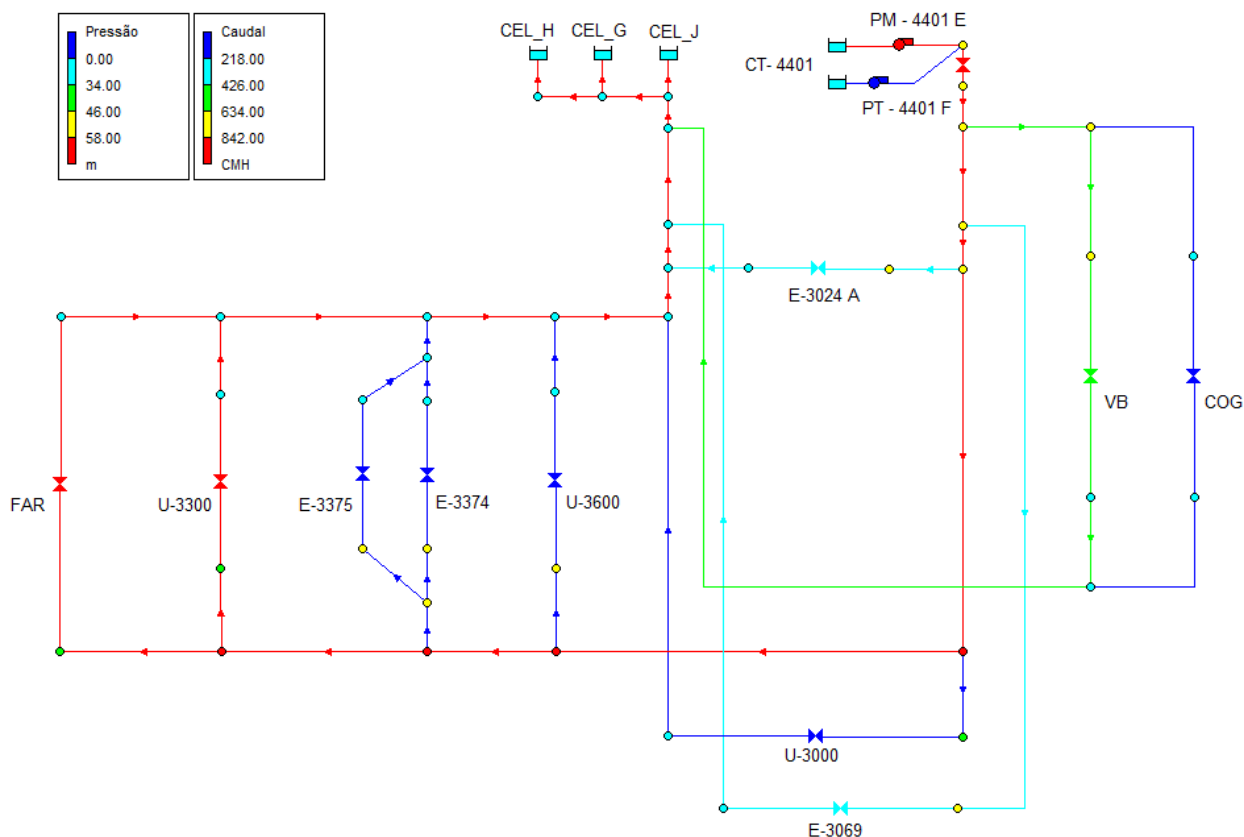 Pressão
0.00
34.00
46.00
58.00
m
Caudal
218.00
426.00
634.00
842.00
CMH
CEL_H
CEL_G
CEL_J
PM - 4401 E
CT- 4401
PT - 4401 F
E-3024 A
VB
COG
FAR
U-3300
E-3375
E-3374
U-3600
U-3000
E-3069